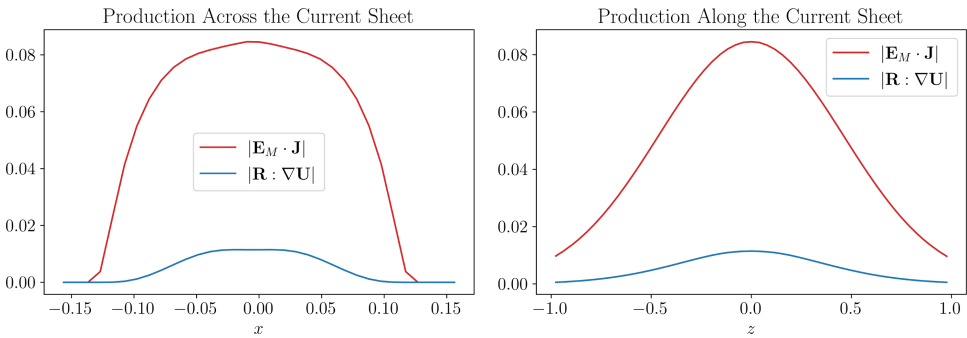 Production Across the Current Sheet
0.08
0.06
0.04
0.02
0.00
|E_M · J|
|R : ∇U|
−0.15 −0.10 −0.05 0.00 0.05 0.10 0.15
x
Production Along the Current Sheet
0.08
0.06
0.04
0.02
0.00
|E_M · J|
|R : ∇U|
−1.0 −0.5 0.0 0.5 1.0
z